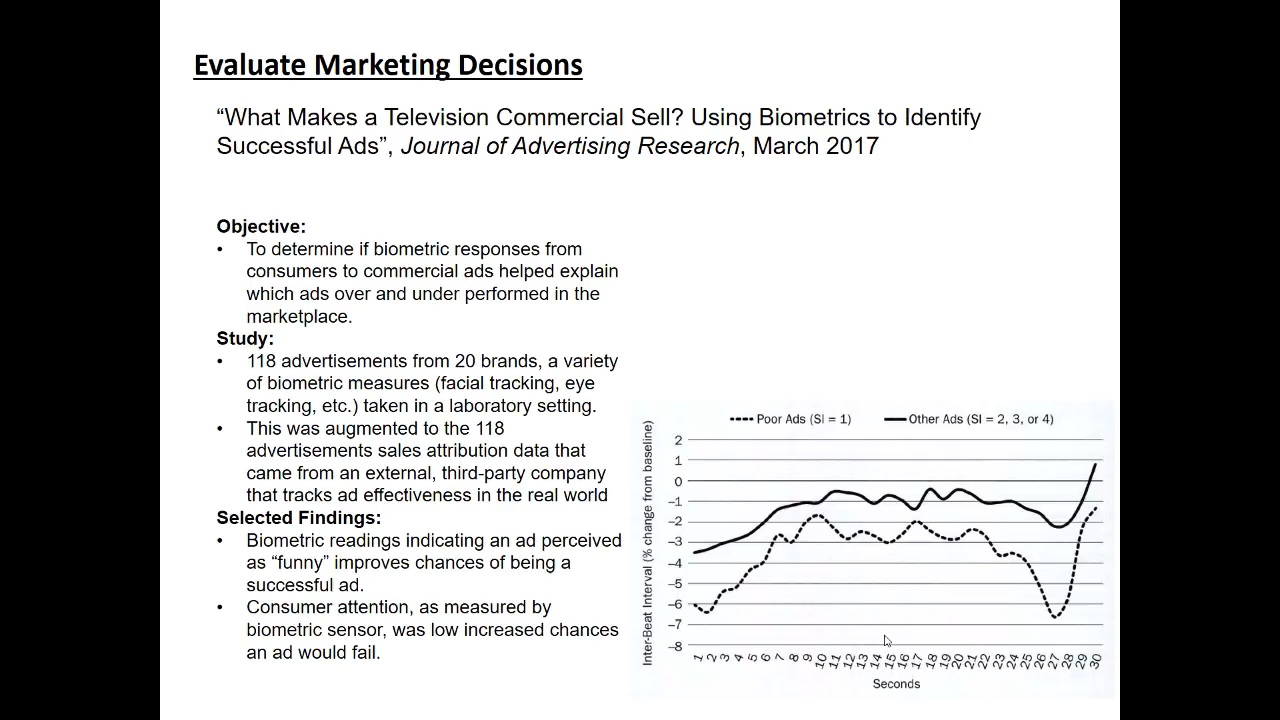 Evaluate Marketing Decisions
“What Makes a Television Commercial Sell? Using Biometrics to Identify
Successful Ads”, Journal of Advertising Research, March 2017
Objective:
• To determine if biometric responses from
consumers to commercial ads helped explain
which ads over and under performed in the
marketplace.
Study:
• 118 advertisements from 20 brands, a variety
of biometric measures (facial tracking, eye
tracking, etc.) taken in a laboratory setting.
• This was augmented to the 118
advertisements sales attribution data that
came from an external, third-party company
that tracks ad effectiveness in the real world
Selected Findings:
• Biometric readings indicating an ad perceived
as “funny” improves chances of being a
successful ad.
• Consumer attention, as measured by
biometric sensor, was low increased chances
an ad would fail.
Poor Ads (SI = 1) Other Ads (SI = 2, 3, or 4)
Inter-Beat Interval (% change from baseline)
2
1
0
–1
–2
–3
–4
–5
–6
–7
–8
1 2 3 4 5 6 7 8 9 10 11 12 13 14 15 16 17 18 19 20 21 22 23 24 25 26 27 28 29 30
Seconds